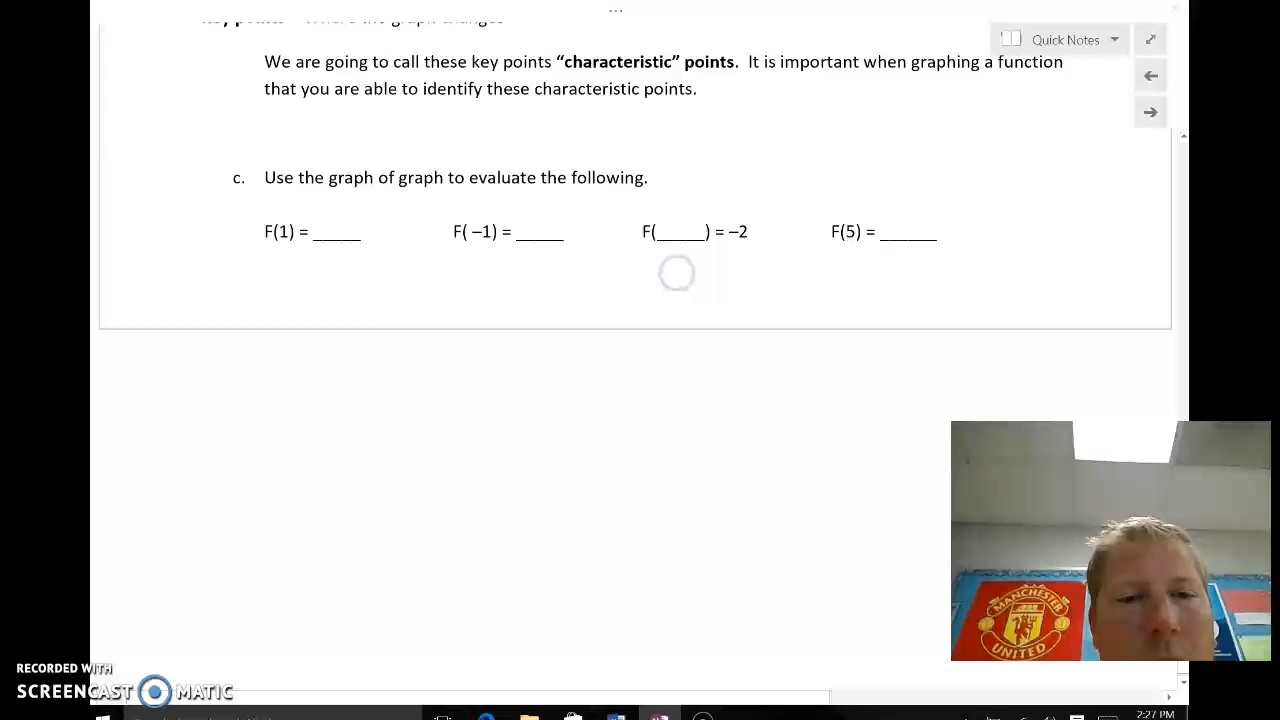 Quick Notes
We are going to call these key points “characteristic” points. It is important when graphing a function
that you are able to identify these characteristic points.
c. Use the graph of graph to evaluate the following.
F(1) = _____ F( –1) = _____ F(_____) = –2 F(5) = ______
MANCHESTER
UNITED
RECORDED WITH
SCREENCAST MATIC
2:27 PM